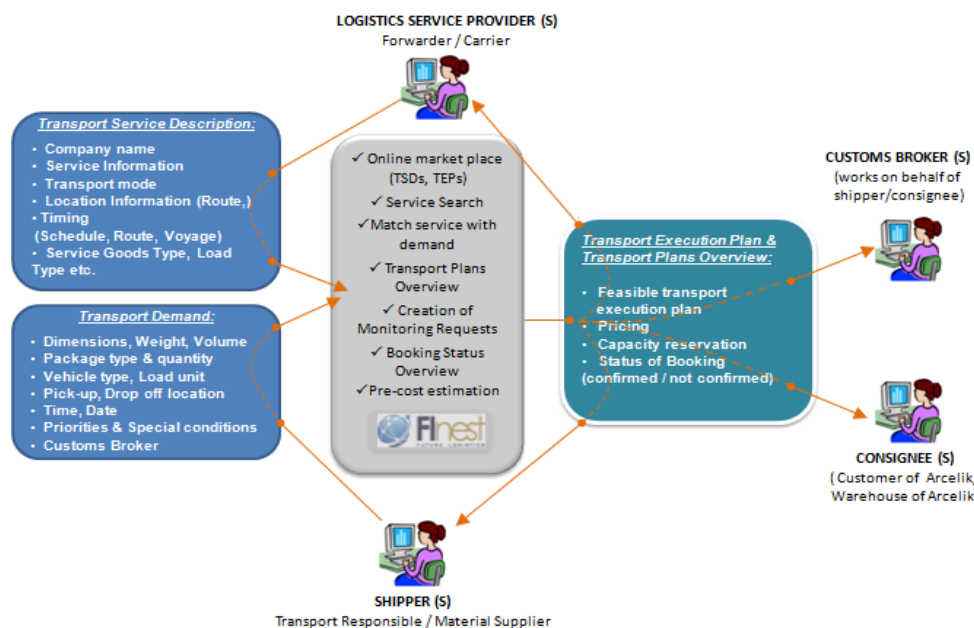 LOGISTICS SERVICE PROVIDER (S)
Forwarder / Carrier
Transport Service Description:
• Company name
• Service Information
• Transport mode
• Location Information (Route,)
• Timing
(Schedule, Route, Voyage)
• Service Goods Type, Load
Type etc.
Transport Demand:
• Dimensions, Weight, Volume
• Package type & quantity
• Vehicle type, Load unit
• Pick-up, Drop off location
• Time, Date
• Priorities & Special conditions
• Customs Broker
✓ Online market place
(TSDs, TEPs)
✓ Service Search
✓ Match service with
demand
✓ Transport Plans
Overview
✓ Creation of
Monitoring Requests
✓ Booking Status
Overview
✓ Pre-cost estimation
FInest
FUTURE LOGISTICS
Transport Execution Plan &
Transport Plans Overview:
• Feasible transport
execution plan
• Pricing
• Capacity reservation
• Status of Booking
(confirmed / not confirmed)
CUSTOMS BROKER (S)
(works on behalf of
shipper/consignee)
CONSIGNEE (S)
( Customer of Arcelik,
Warehouse of Arcelik
SHIPPER (S)
Transport Responsible / Material Supplier